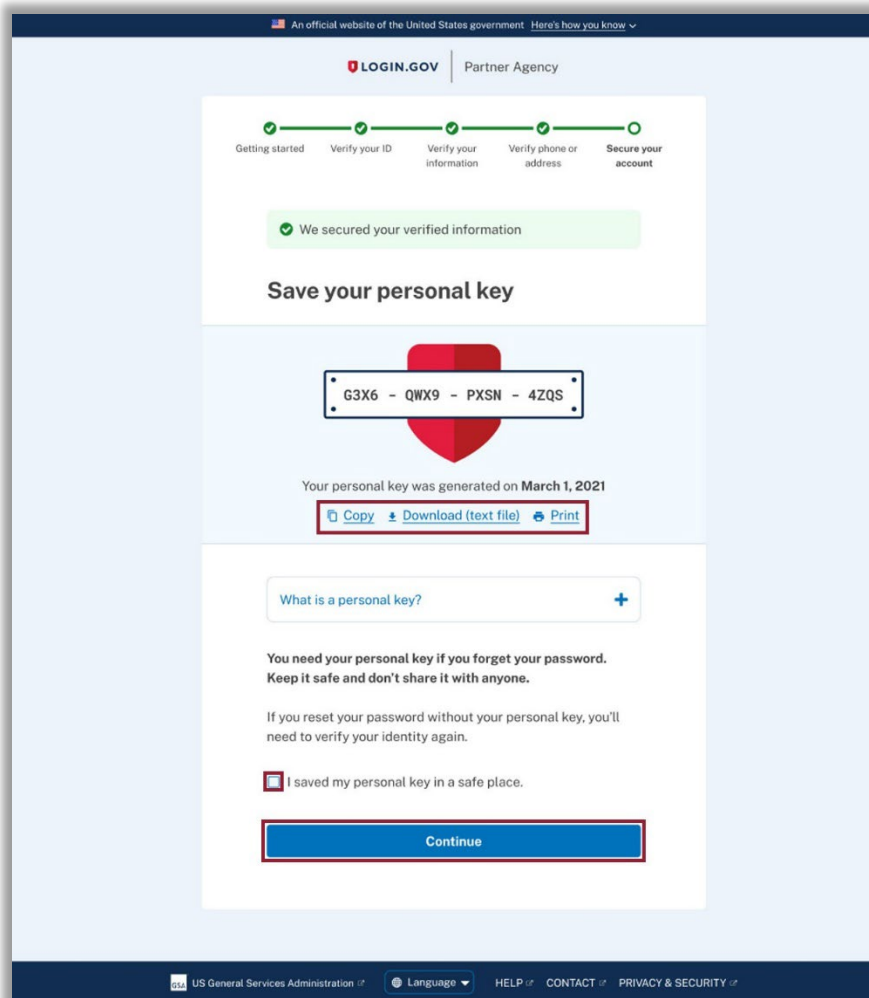 An official website of the United States government Here's how you know
LOGIN.GOV Partner Agency
Getting started Verify your ID Verify your information Verify phone or address Secure your account
We secured your verified information
Save your personal key
G3X6 - QWX9 - PXSN - 4ZQS
Your personal key was generated on March 1, 2021
Copy Download (text file) Print
What is a personal key?
You need your personal key if you forget your password.
Keep it safe and don't share it with anyone.
If you reset your password without your personal key, you'll
need to verify your identity again.
I saved my personal key in a safe place.
Continue
GSA US General Services Administration Language HELP CONTACT PRIVACY & SECURITY